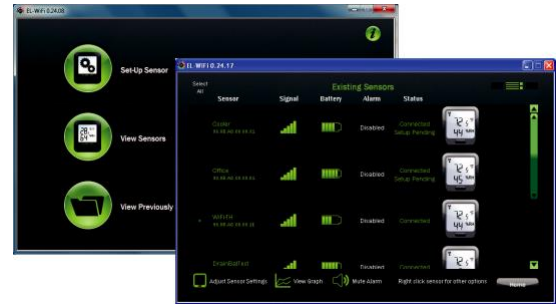 EL-WiFi 0.24.08
Set-Up Sensor
View Sensors
View Previously
EL-WiFi 0.24.17
Select All
Existing Sensors
Sensor Signal Battery Alarm Status
Cooler
Disabled
Connected
Setup Pending
Office
Disabled
Connected
Setup Pending
Disabled
Connected
Disabled
Connected
Adjust Sensor Settings
View Graph
Mute Alarm
Right click sensor for other options
Home